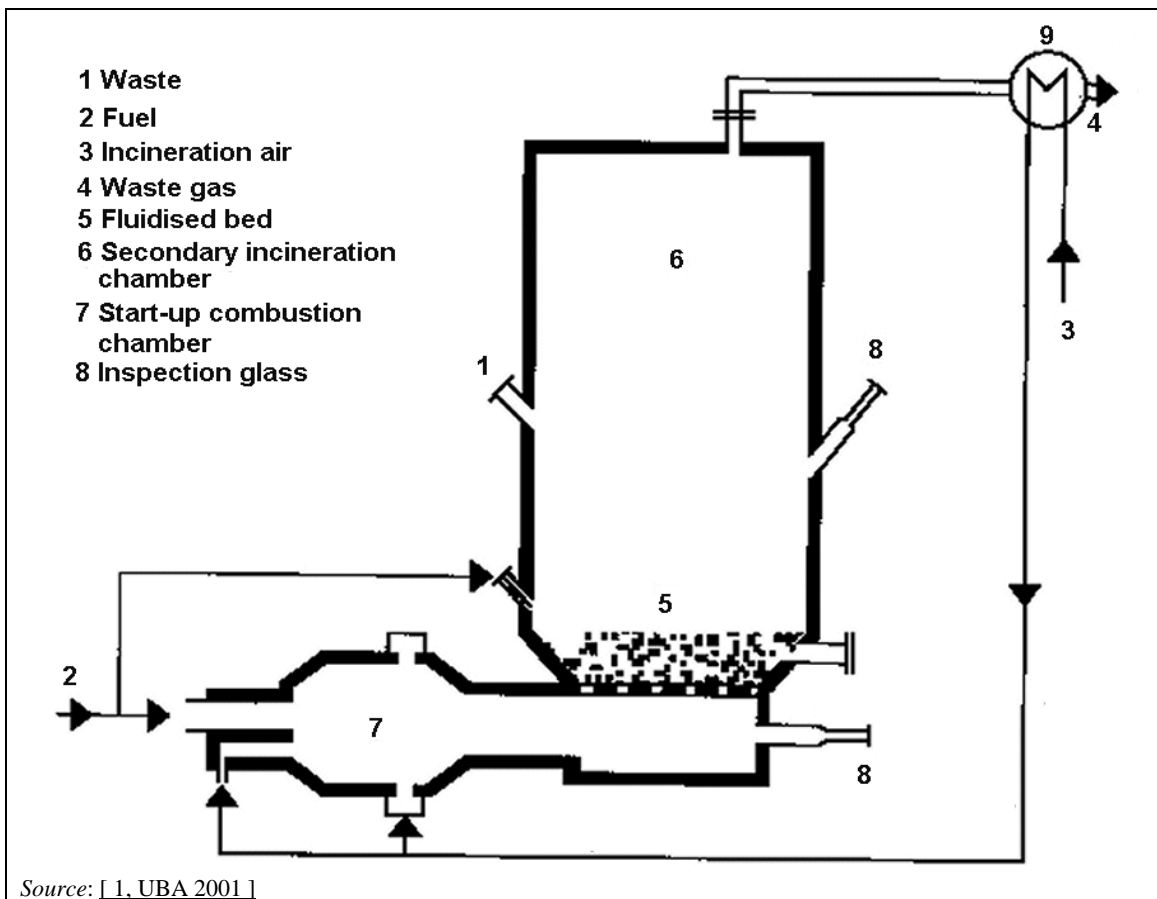 1 Waste
2 Fuel
3 Incineration air
4 Waste gas
5 Fluidised bed
6 Secondary incineration
chamber
7 Start-up combustion
chamber
8 Inspection glass
9
4
6
3
8
1
5
2
7
8
Source: [ 1, UBA 2001 ]